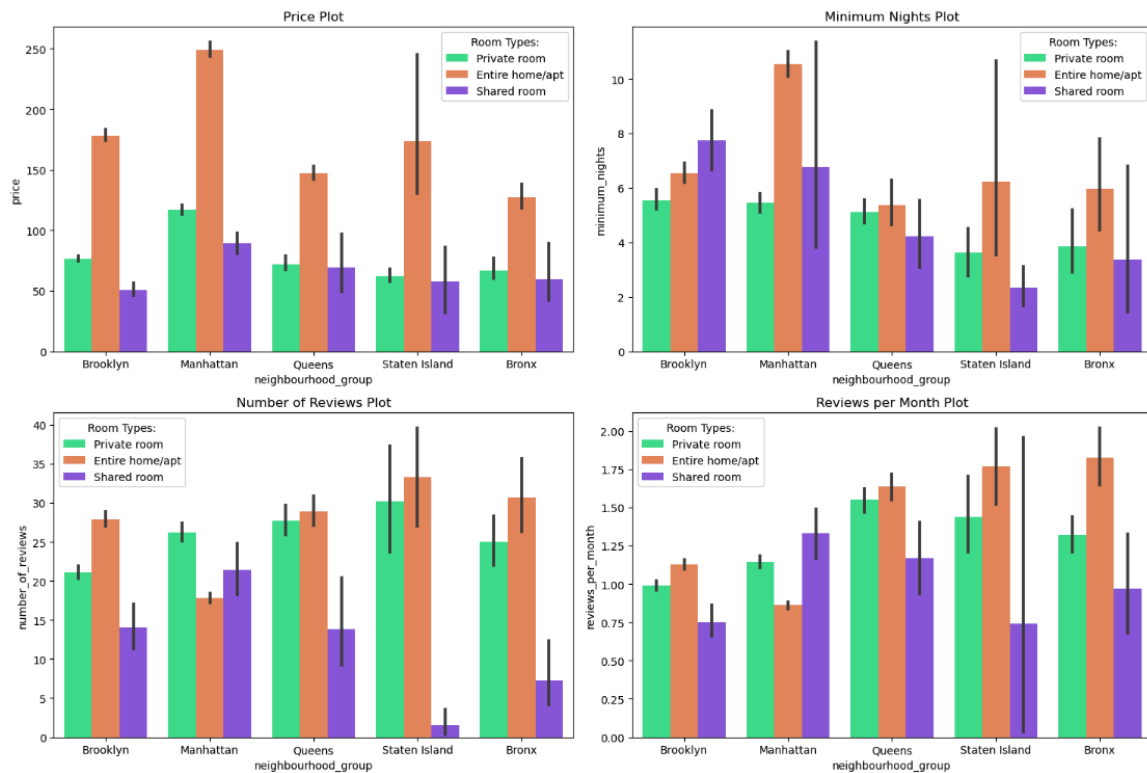 Price Plot
250
200
150
100
50
0
price
Room Types:
Private room
Entire home/apt
Shared room
Brooklyn Manhattan Queens Staten Island Bronx
neighbourhood_group
Minimum Nights Plot
10
8
6
4
2
0
minimum_nights
Room Types:
Private room
Entire home/apt
Shared room
Brooklyn Manhattan Queens Staten Island Bronx
neighbourhood_group
Number of Reviews Plot
40
35
30
25
20
15
10
5
0
number_of_reviews
Room Types:
Private room
Entire home/apt
Shared room
Brooklyn Manhattan Queens Staten Island Bronx
neighbourhood_group
Reviews per Month Plot
2.00
1.75
1.50
1.25
1.00
0.75
0.50
0.25
0.00
reviews_per_month
Room Types:
Private room
Entire home/apt
Shared room
Brooklyn Manhattan Queens Staten Island Bronx
neighbourhood_group